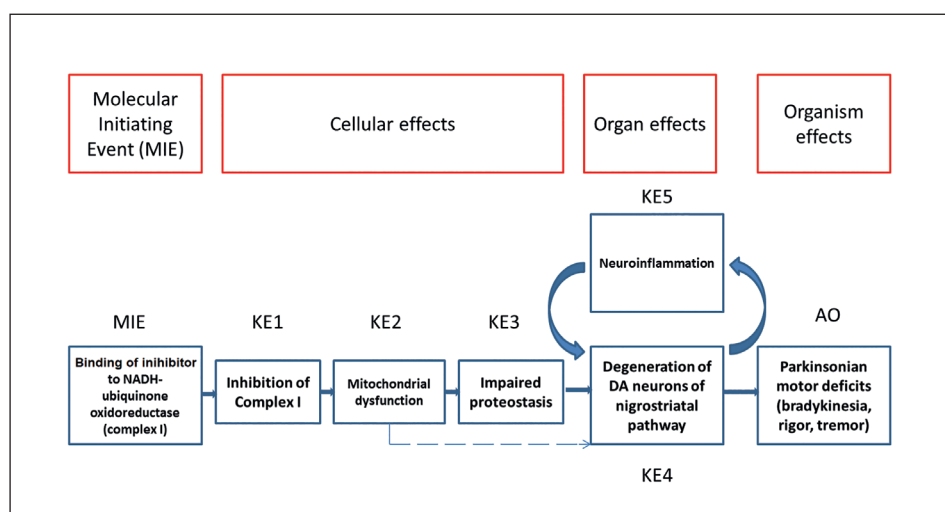 Molecular
Initiating
Event (MIE)
Cellular effects
Organ effects
Organism
effects
KE5
Neuroinflammation
MIE
KE1
KE2
KE3
AO
Binding of inihibitor
to NADH-
ubiquinone
oxidoreductase
(complex I)
Inhibition of
Complex I
Mitochondrial
dysfunction
Impaired
proteostasis
Degeneration of
DA neurons of
nigrostriatal
pathway
Parkinsonian
motor deficits
(bradykinesia,
rigor, tremor)
KE4